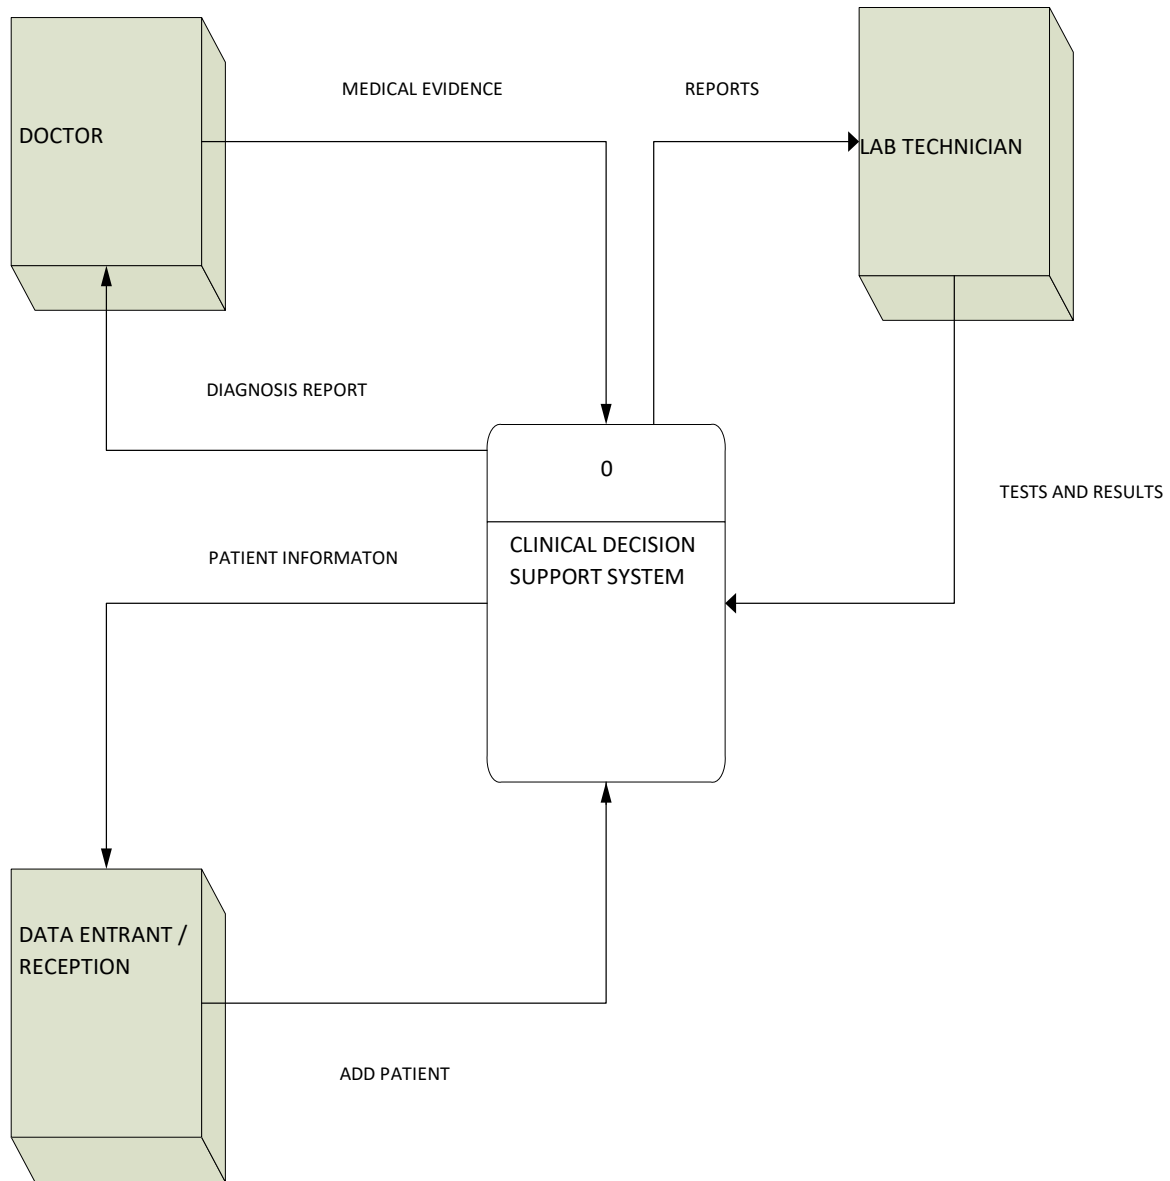 MEDICAL EVIDENCE
REPORTS
DOCTOR
LAB TECHNICIAN
DIAGNOSIS REPORT
0
TESTS AND RESULTS
CLINICAL DECISION
SUPPORT SYSTEM
PATIENT INFORMATON
DATA ENTRANT /
RECEPTION
ADD PATIENT